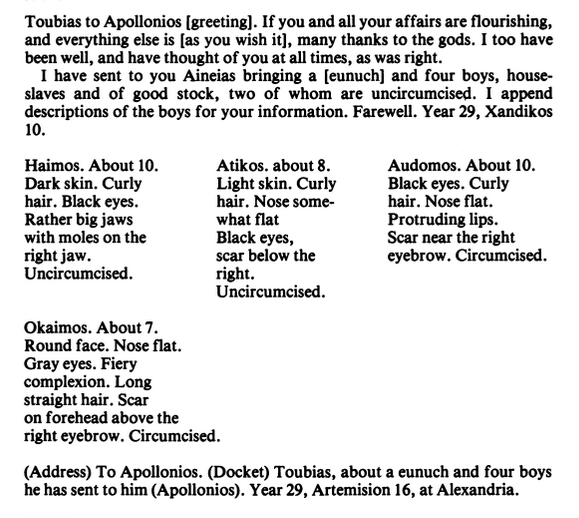 Toubias to Apollonios [greeting]. If you and all your affairs are flourishing,
and everything else is [as you wish it], many thanks to the gods. I too have
been well, and have thought of you at all times, as was right.
I have sent to you Aineias bringing a [eunuch] and four boys, house-
slaves and of good stock, two of whom are uncircumcised. I append
descriptions of the boys for your information. Farewell. Year 29, Xandikos
10.
Haimos. About 10.
Dark skin. Curly
hair. Black eyes.
Rather big jaws
with moles on the
right jaw.
Uncircumcised.
Atikos. about 8.
Light skin. Curly
hair. Nose some-
what flat
Black eyes,
scar below the
right.
Uncircumcised.
Audomos. About 10.
Black eyes. Curly
hair. Nose flat.
Protruding lips.
Scar near the right
eyebrow. Circumcised.
Okaimos. About 7.
Round face. Nose flat.
Gray eyes. Fiery
complexion. Long
straight hair. Scar
on forehead above the
right eyebrow. Circumcised.
(Address) To Apollonios. (Docket) Toubias, about a eunuch and four boys
he has sent to him (Apollonios). Year 29, Artemision 16, at Alexandria.